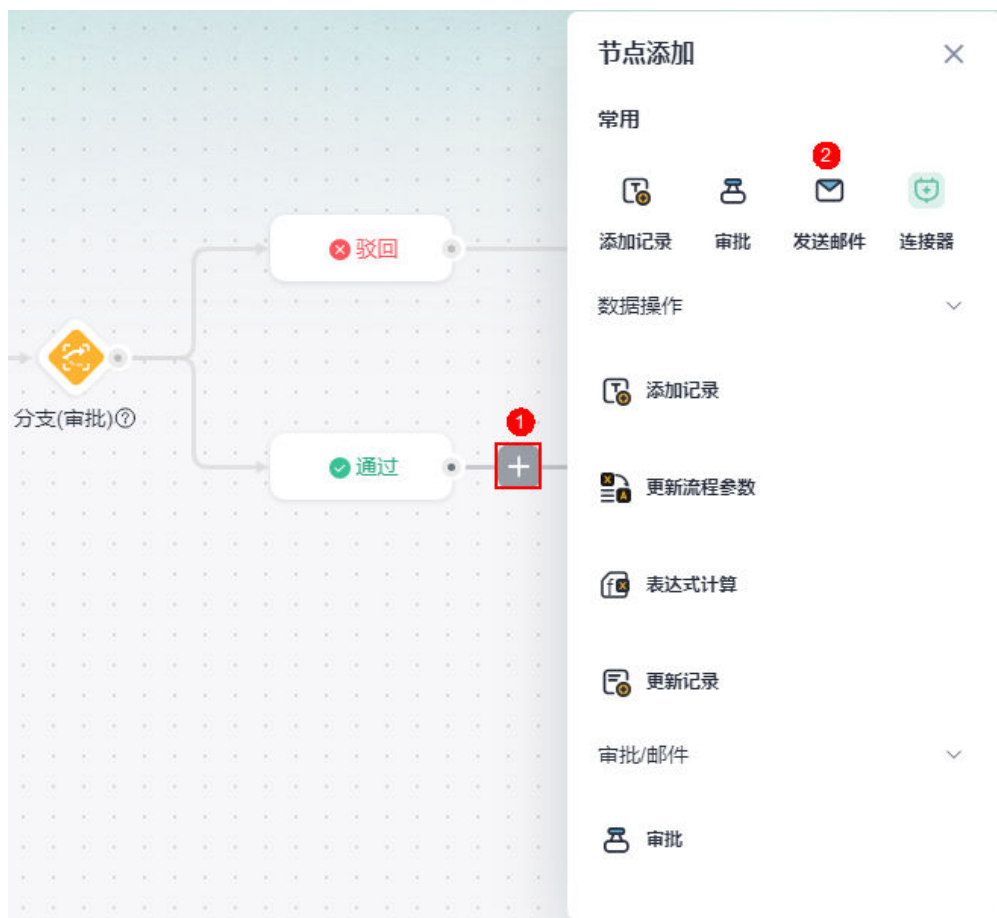 节点添加
常用
2
添加记录
审批
发送邮件
连接器
驳回
数据操作
分支(审批)?
添加记录
1
通过
更新流程参数
表达式计算
更新记录
审批/邮件
审批